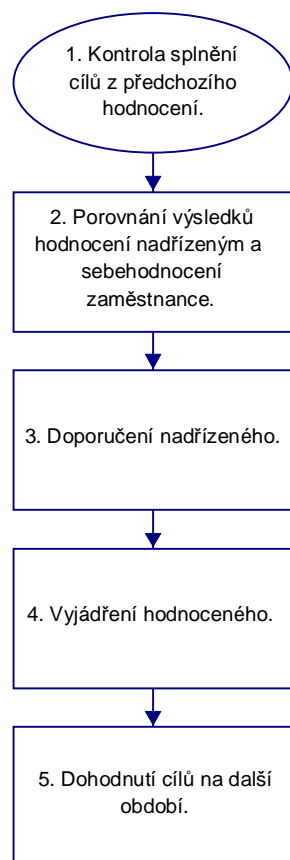 1. Kontrola splnění
cílů z předchozího
hodnocení.
2. Porovnání výsledků
hodnocení nadřízeným a
sebehodnocení
zaměstnance.
3. Doporučení nadřízeného.
4. Vyjádření hodnoceného.
5. Dohodnutí cílů na další
období.